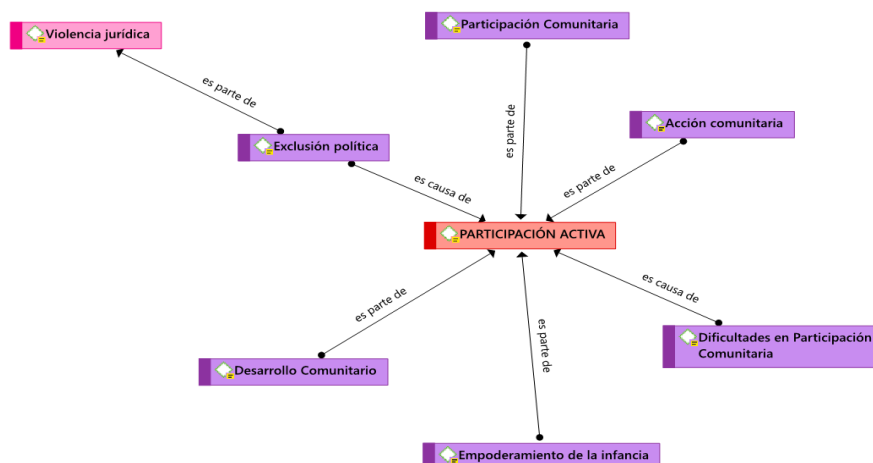 Participación Comunitaria
Violencia jurídica
es parte de
es parte de
Acción comunitaria
Exclusión política
es causa de
es parte de
PARTICIPACIÓN ACTIVA
es parte de
es parte de
es causa de
Dificultades en Participación
Comunitaria
Desarrollo Comunitario
Empoderamiento de la infancia